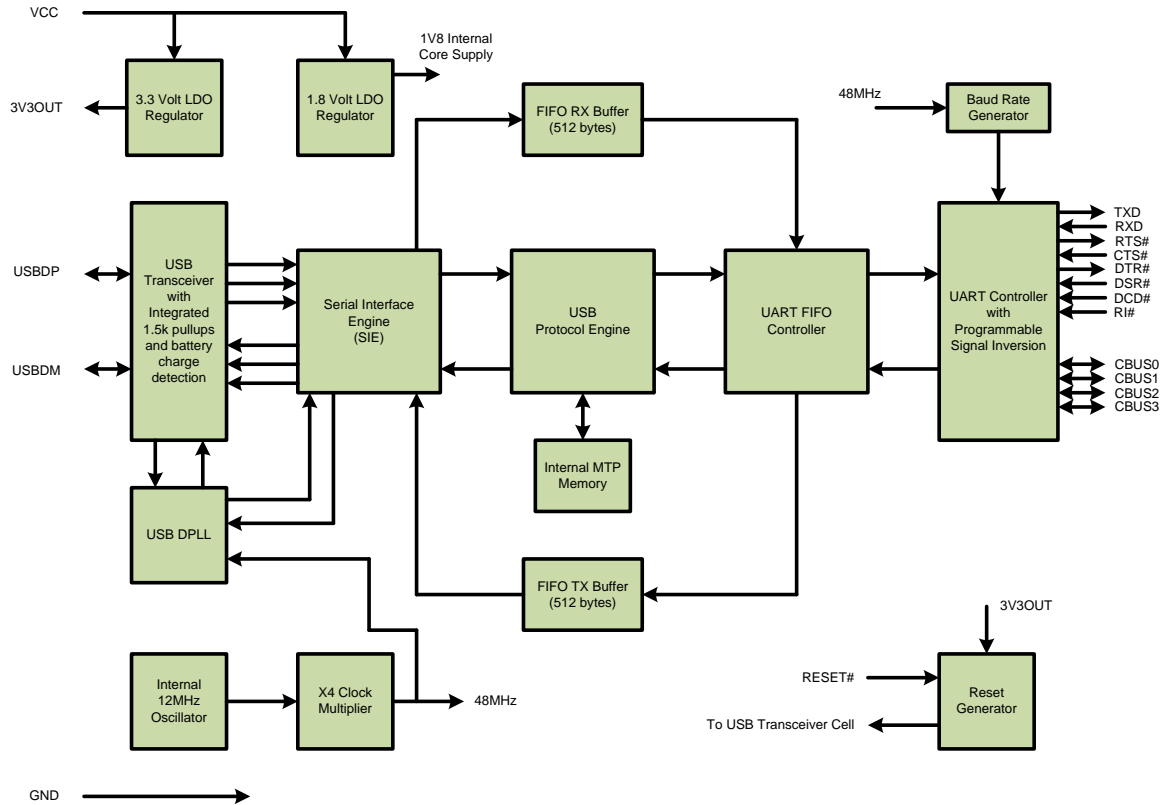 VCC
1V8 Internal
Core Supply
3V3OUT
3.3 Volt LDO
Regulator
1.8 Volt LDO
Regulator
FIFO RX Buffer
(512 bytes)
48MHz
Baud Rate
Generator
USBDP
USBDM
USB
Transceiver
with
Integrated
1.5k pullups
and battery
charge
detection
Serial Interface
Engine
(SIE)
USB
Protocol Engine
UART FIFO
Controller
UART Controller
with
Programmable
Signal Inversion
TXD
RXD
RTS#
CTS#
DTR#
DSR#
DCD#
RI#
CBUS0
CBUS1
CBUS2
CBUS3
Internal MTP
Memory
USB DPLL
FIFO TX Buffer
(512 bytes)
3V3OUT
Internal
12MHz
Oscillator
X4 Clock
Multiplier
48MHz
RESET#
To USB Transceiver Cell
Reset
Generator
GND